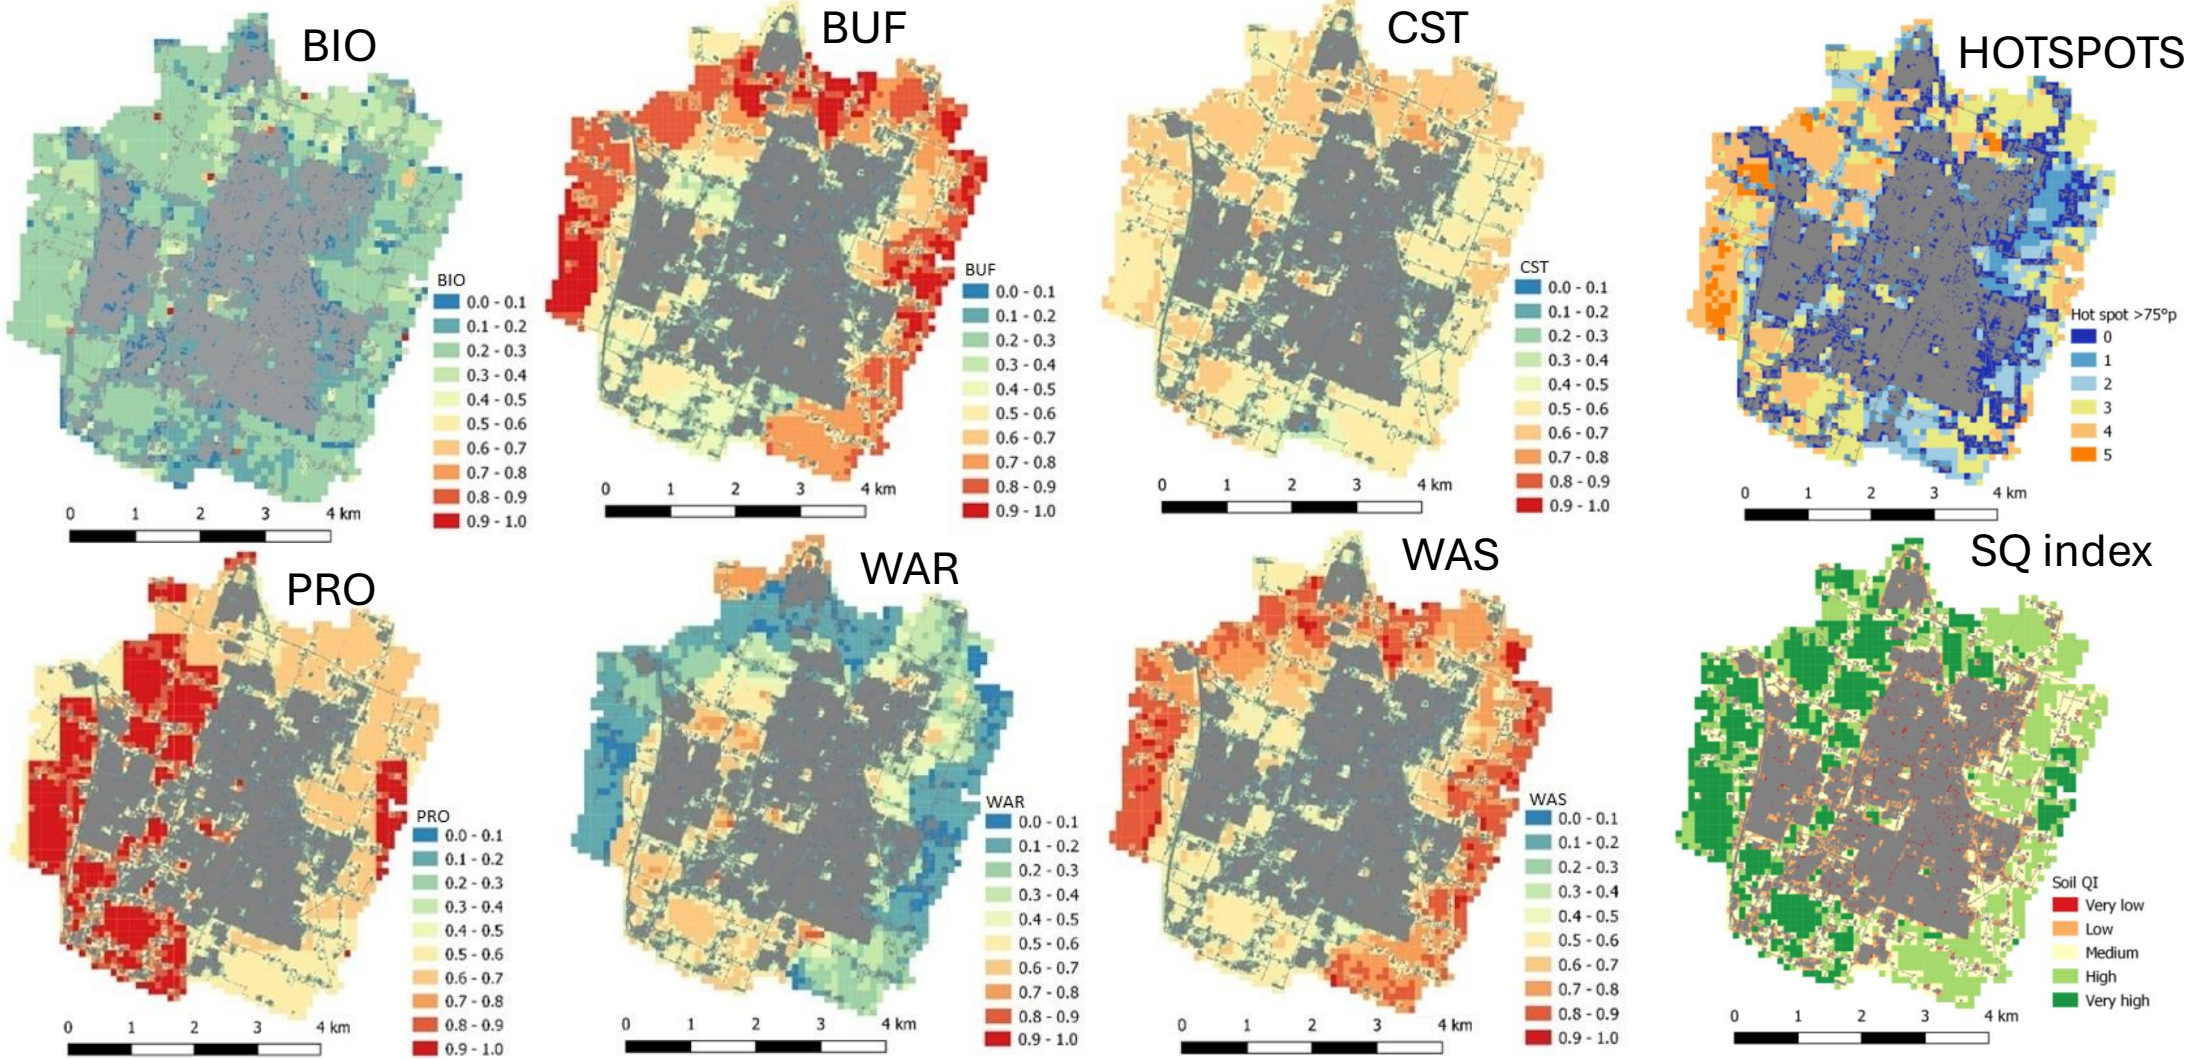 BIO
BIO
0.0 - 0.1
0.1 - 0.2
0.2 - 0.3
0.3 - 0.4
0.4 - 0.5
0.5 - 0.6
0.6 - 0.7
0.7 - 0.8
0.8 - 0.9
0.9 - 1.0
0 1 2 3 4 km
BUF
BUF
0.0 - 0.1
0.1 - 0.2
0.2 - 0.3
0.3 - 0.4
0.4 - 0.5
0.5 - 0.6
0.6 - 0.7
0.7 - 0.8
0.8 - 0.9
0.9 - 1.0
0 1 2 3 4 km
CST
CST
0.0 - 0.1
0.1 - 0.2
0.2 - 0.3
0.3 - 0.4
0.4 - 0.5
0.5 - 0.6
0.6 - 0.7
0.7 - 0.8
0.8 - 0.9
0.9 - 1.0
0 1 2 3 4 km
HOTSPOTS
Hot spot >75°p
0
1
2
3
4
5
0 1 2 3 4 km
PRO
PRO
0.0 - 0.1
0.1 - 0.2
0.2 - 0.3
0.3 - 0.4
0.4 - 0.5
0.5 - 0.6
0.6 - 0.7
0.7 - 0.8
0.8 - 0.9
0.9 - 1.0
0 1 2 3 4 km
WAR
WAR
0.0 - 0.1
0.1 - 0.2
0.2 - 0.3
0.3 - 0.4
0.4 - 0.5
0.5 - 0.6
0.6 - 0.7
0.7 - 0.8
0.8 - 0.9
0.9 - 1.0
0 1 2 3 4 km
WAS
WAS
0.0 - 0.1
0.1 - 0.2
0.2 - 0.3
0.3 - 0.4
0.4 - 0.5
0.5 - 0.6
0.6 - 0.7
0.7 - 0.8
0.8 - 0.9
0.9 - 1.0
0 1 2 3 4 km
SQ index
Soil QI
Very low
Low
Medium
High
Very high
0 1 2 3 4 km